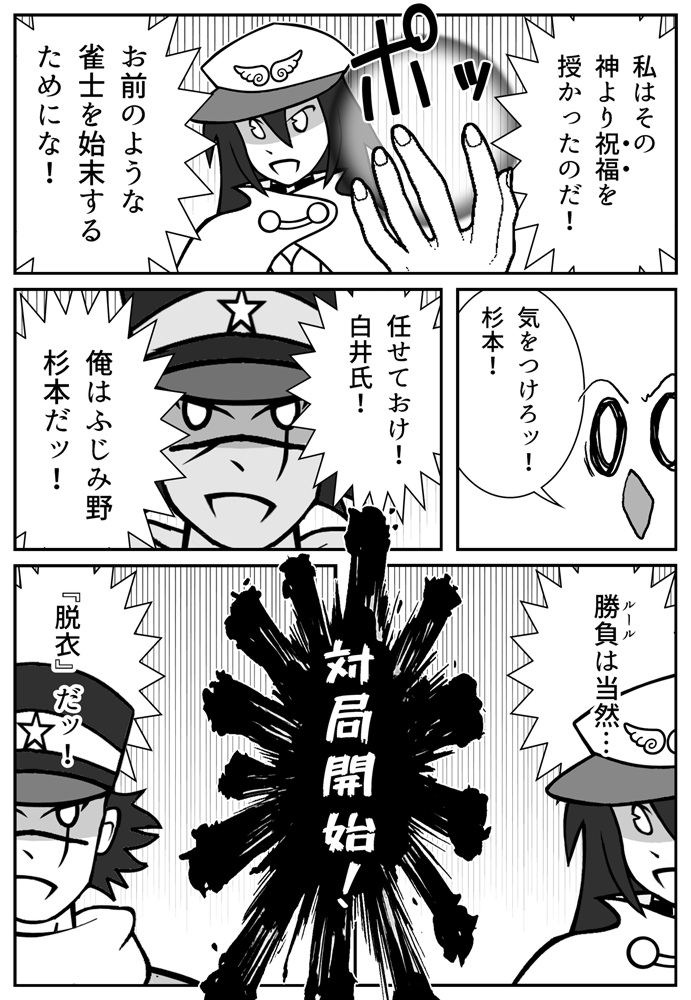 私はその
神より祝福を
授かったのだ！
ポッ
お前のような
雀士を始末する
ためにな！
気をつけろッ！
杉本！
任せておけ！
白井氏！
俺はふじみ野
杉本だッ！
ルール
勝負は当然…
対局開始！
『脱衣』だッ！